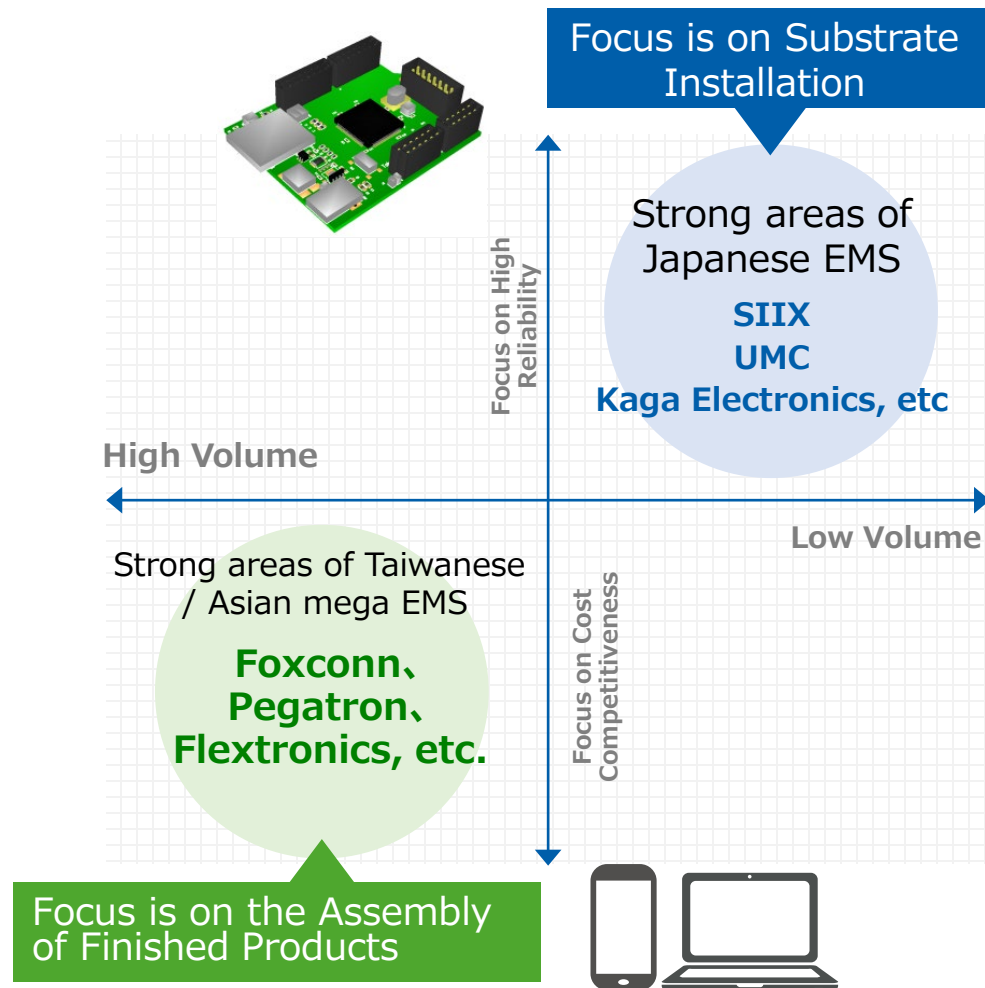 Focus is on Substrate
Installation
Strong areas of
Japanese EMS
SIIX
UMC
Kaga Electronics, etc
Focus on High
Reliability
High Volume
Low Volume
Strong areas of Taiwanese
/ Asian mega EMS
Foxconn、
Pegatron、
Flextronics, etc.
Focus on Cost
Competitiveness
Focus is on the Assembly
of Finished Products